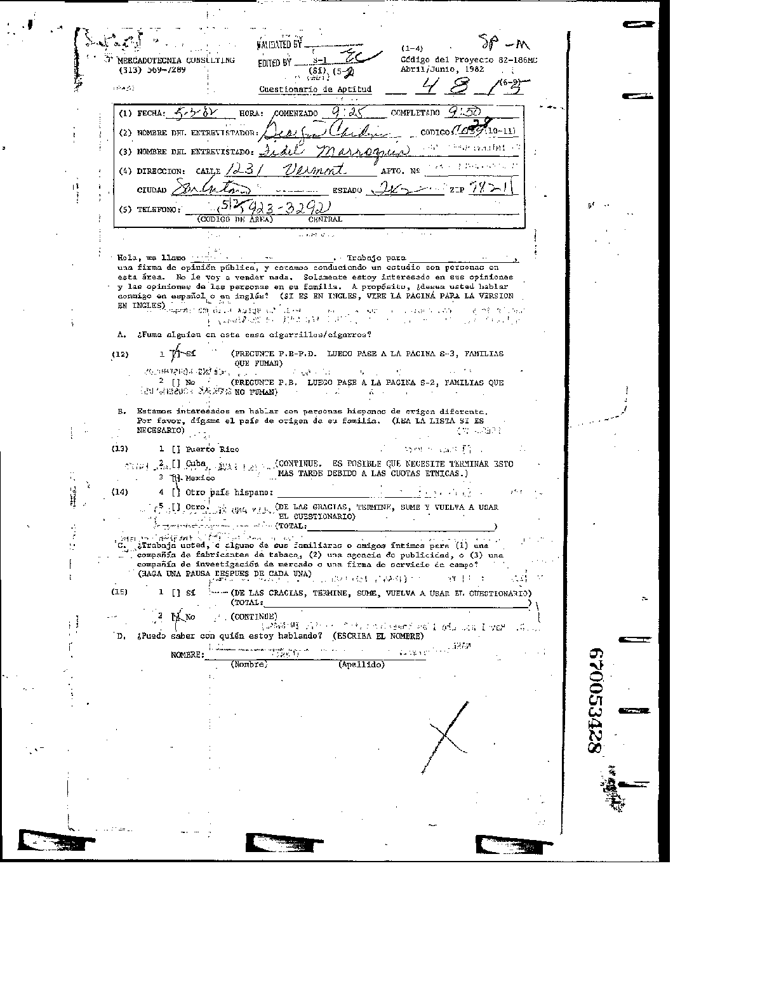 VALIDATED BY
SP-M
MERCADOTECNIA CONSULTING
(313) 569-7289
EDITED BY S-1 EC
(SI) (5-
(1-4)
Código del Proyecto 82-186MC
Abril/Junio, 1982
Cuestionario de Aptitud
4 8 (6-9)
(1) FECHA: 5-5-82 HORA: COMENZADO 9:25 COMPLETADO 9:50
(2) NOMBRE DEL ENTREVISTADOR: CODIGO (10-11)
(3) NOMBRE DEL ENTREVISTADO: Fidel Marroquin
(4) DIRECCION: CALLE 1231 Vermont APTO. Nº
CIUDAD San Antonio ESTADO Tex ZIP 78211
(5) TELEFONO: (512) 923-3292
(CODIGO DE AREA) CENTRAL
Hola, me llamo . Trabajo para ,
una firma de opinión pública, y estamos conduciendo un estudio con personas en
esta área. No le voy a vender nada. Solamente estoy interesado en sus opiniones
y las opiniones de las personas en su familia. A propósito, ¿desea usted hablar
conmigo en español o en inglés? (SI ES EN INGLES, VIRE LA PAGINA PARA LA VERSION
EN INGLES)
A. ¿Fuma alguien en esta casa cigarrillos/cigarros?
(12) 1 [] Sí (PREGUNTE P.B-P.D. LUEGO PASE A LA PAGINA S-3, FAMILIAS
QUE FUMAN)
2 [] No (PREGUNTE P.B. LUEGO PASE A LA PAGINA S-2, FAMILIAS QUE
NO FUMAN)
B. Estamos interesados en hablar con personas hispanas de origen diferente.
Por favor, dígame el país de origen de su familia. (LEA LA LISTA SI ES
NECESARIO)
(13) 1 [] Puerto Rico
2 [] Cuba (CONTINUE. ES POSIBLE QUE NECESITE TERMINAR ESTO
3 [] Mexico MAS TARDE DEBIDO A LAS CUOTAS ETNICAS.)
(14) 4 [] Otro país hispano:
5 [] Otro. (DE LAS GRACIAS, TERMINE, SUME Y VUELVA A USAR
EL CUESTIONARIO)
(TOTAL: )
C. ¿Trabaja usted, o alguno de sus familiares o amigos íntimos para (1) una
compañía de fabricantes de tabaco, (2) una agencia de publicidad, o (3) una
compañía de investigación de mercado o una firma de servicio de campo?
(HAGA UNA PAUSA DESPUES DE CADA UNA)
(15) 1 [] Sí (DE LAS GRACIAS, TERMINE, SUME, VUELVA A USAR EL CUESTIONARIO)
(TOTAL: )
2 [X] No (CONTINUE)
D. ¿Puedo saber con quién estoy hablando? (ESCRIBA EL NOMBRE)
NOMBRE:
(Nombre) (Apellido)
670053428